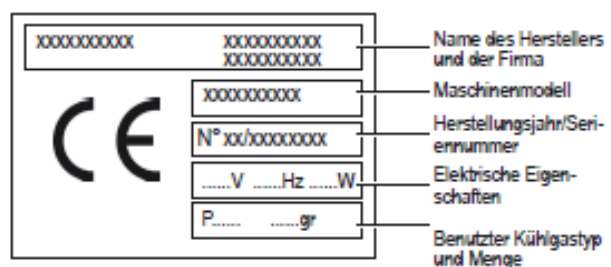 XXXXXXXXXX XXXXXXXXXX
XXXXXXXXXX
Name des Herstellers
und der Firma
XXXXXXXXXX
Maschinenmodell
N° xx/xxxxxxxx
Herstellungsjahr/Seri-
ennummer
CE
......V ......Hz ......W
Elektrische Eigen-
schaften
P...... ......gr
Benutzter Kühlgastyp
und Menge